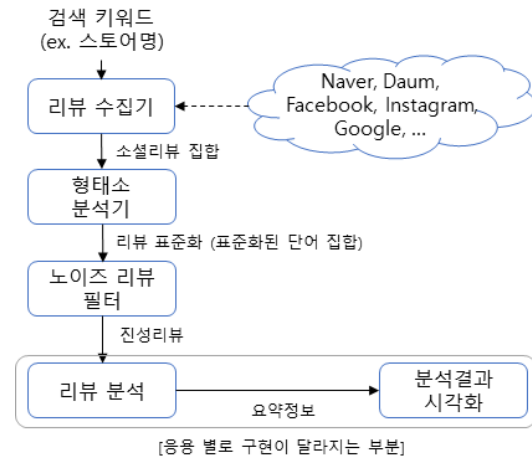 검색 키워드
(ex. 스토어명)
Naver, Daum,
Facebook, Instagram,
Google, ...
리뷰 수집기
소셜리뷰 집합
형태소
분석기
리뷰 표준화 (표준화된 단어 집합)
노이즈 리뷰
필터
진성리뷰
리뷰 분석
요약정보
분석결과
시각화
[응용 별로 구현이 달라지는 부분]